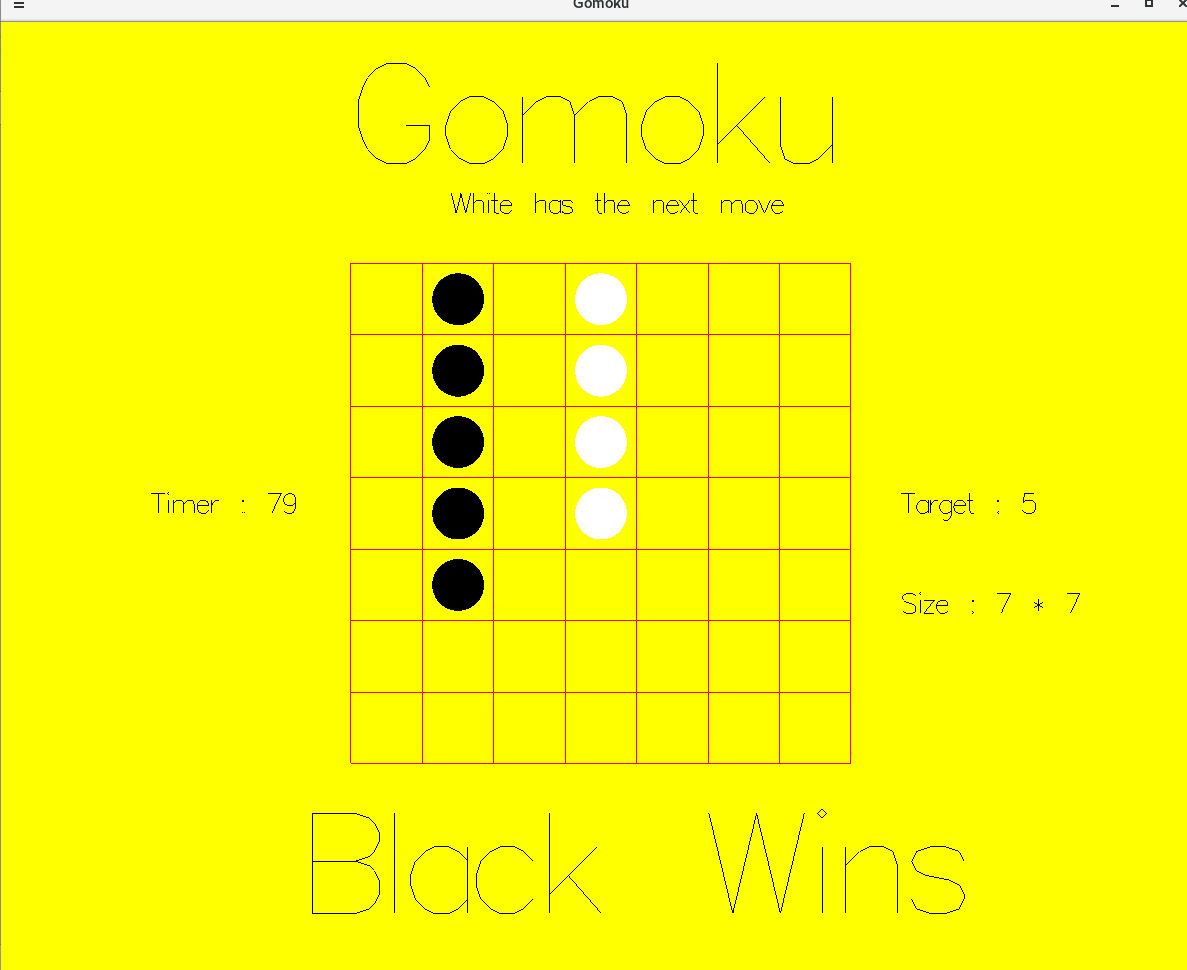 Gomoku
Gomoku
White has the next move
Timer : 79
Target : 5
Size : 7 * 7
Black Wins